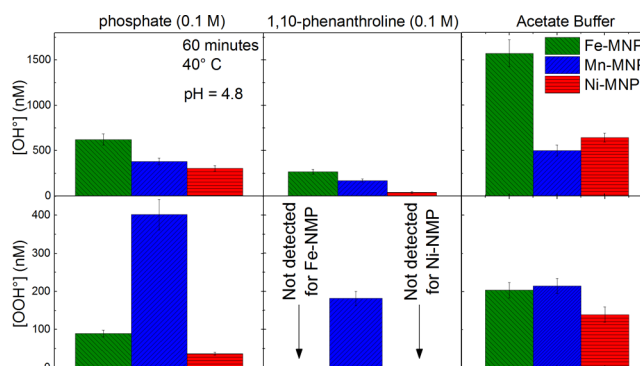 phosphate (0.1 M)
1,10-phenanthroline (0.1 M)
Acetate Buffer
[OH°] (nM)
1500
1000
500
0
60 minutes
40° C
pH = 4.8
Fe-MNP
Mn-MNP
Ni-MNP
[OOH°] (nM)
400
300
200
100
0
Not detected
for Fe-NMP
Not detected
for Ni-NMP